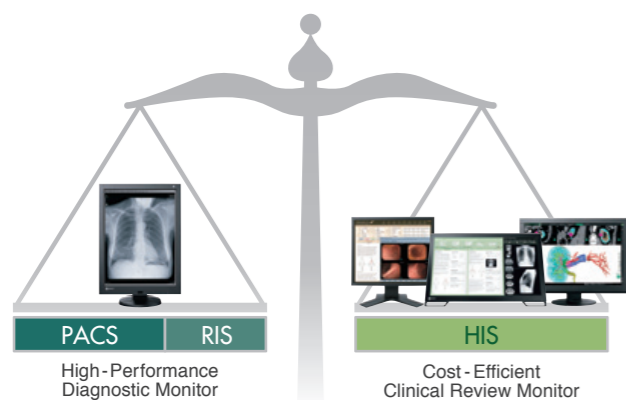 PACS
RIS
High-Performance
Diagnostic Monitor
HIS
Cost-Efficient
Clinical Review Monitor